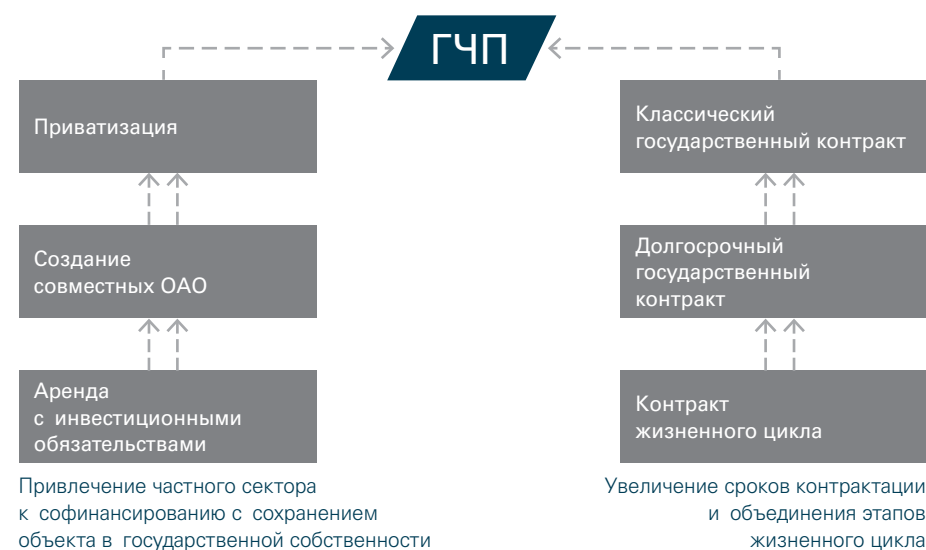 ГЧП
Приватизация
Создание
совместных ОАО
Аренда
с инвестиционными
обязательствами
Привлечение частного сектора
к софинансированию с сохранением
объекта в государственной собственности
Классический
государственный контракт
Долгосрочный
государственный
контракт
Контракт
жизненного цикла
Увеличение сроков контрактации
и объединения этапов
жизненного цикла